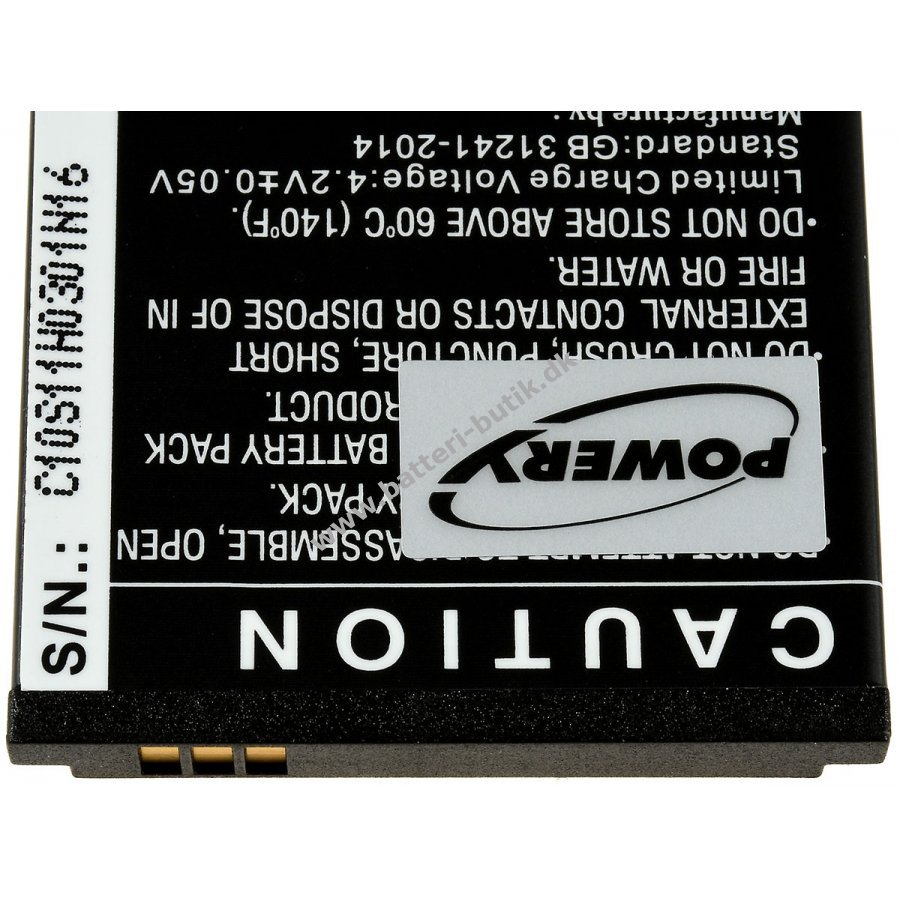 CAUTION
•DO NOT ATTEMPT TO DISASSEMBLE, OPEN
Y PACK.
BATTERY PACK
RODUCT.
•DO NOT CRUSH, PUNCTURE, SHORT
EXTERNAL CONTACTS OR DISPOSE OF IN
FIRE OR WATER.
•DO NOT STORE ABOVE 60°C (140°F).
Limited Charge Voltage:4.2V±0.05V
Standard:GB 31241-2014
Manufacture by :
POWERY
S/N.: C10S11H0301N16
www.batteri-butik.dk